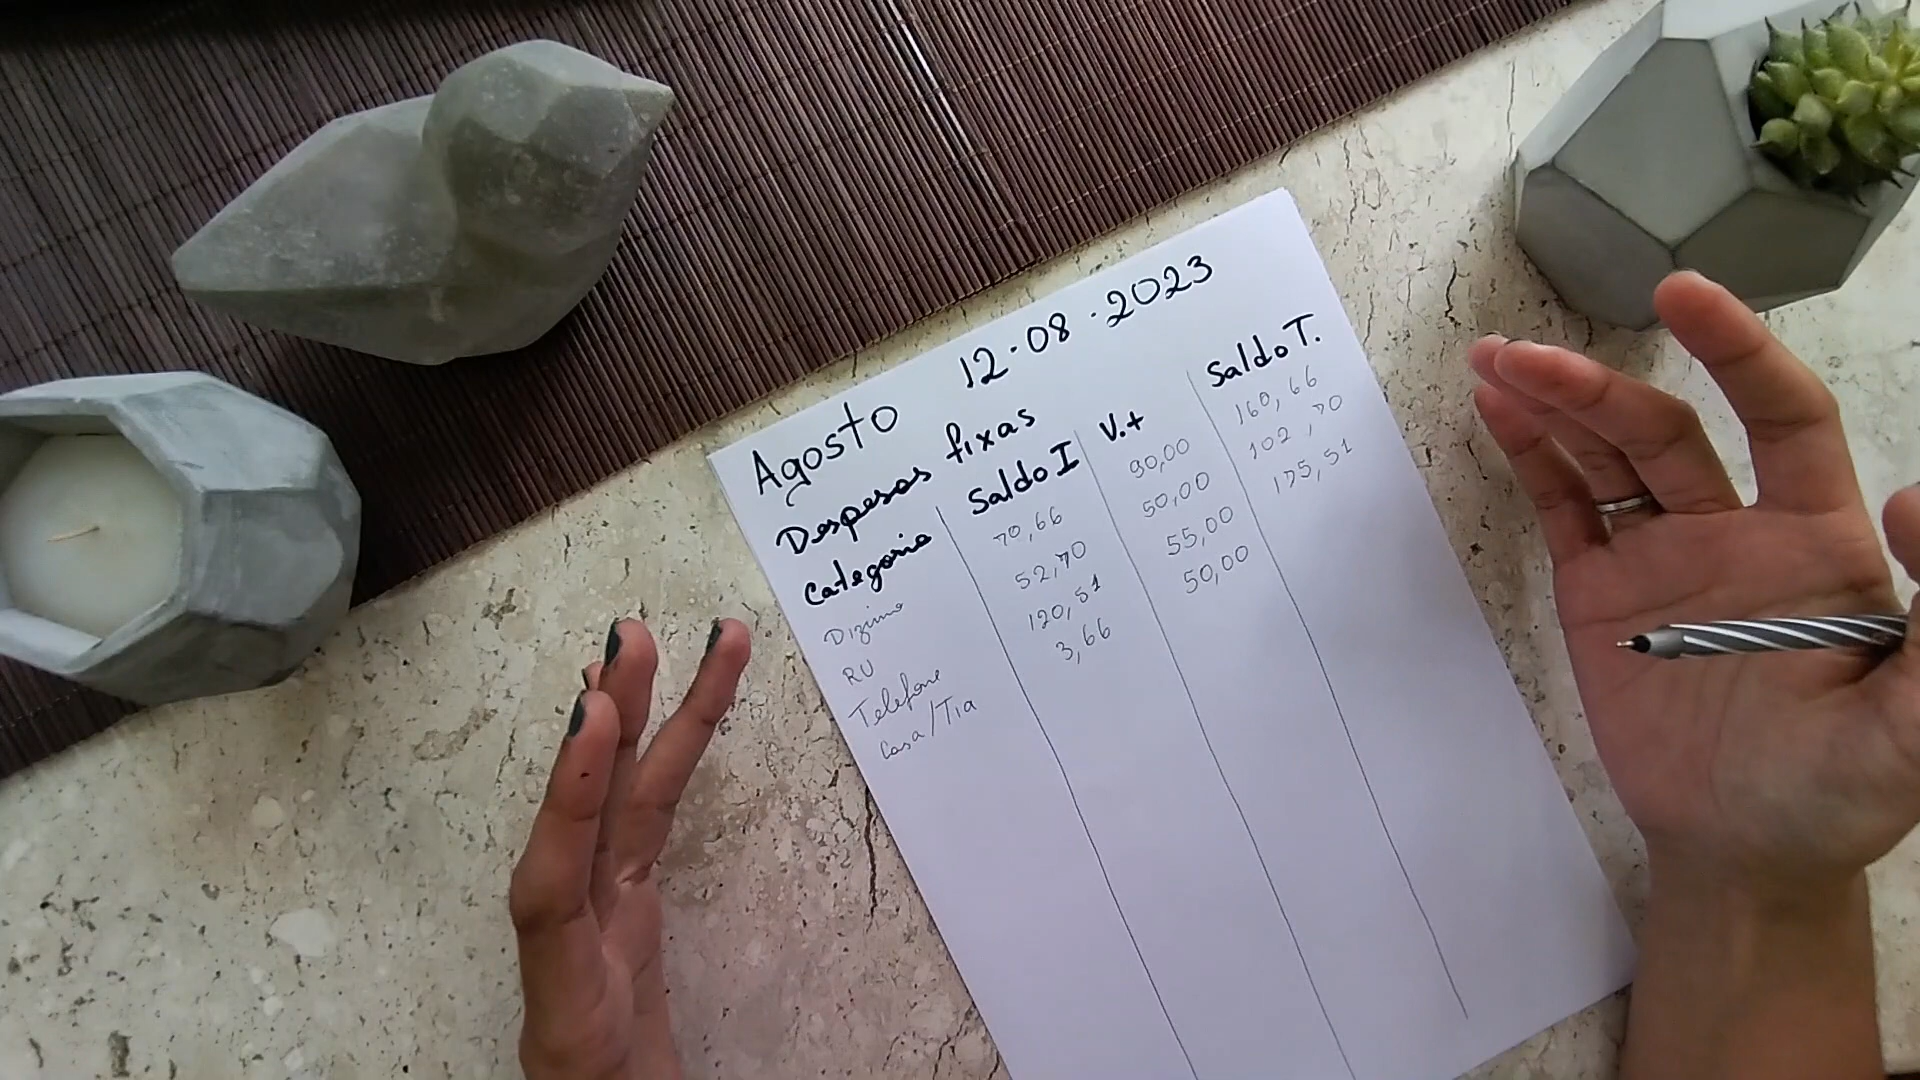 Agosto 12.08.2023
Despesas fixas
Categoria Saldo I V.+ Saldo T.
Dizimo 70,66 90,00 160,66
RU 52,70 50,00 102,70
Telefone 120,51 55,00 175,51
Casa/Tia 3,66 50,00